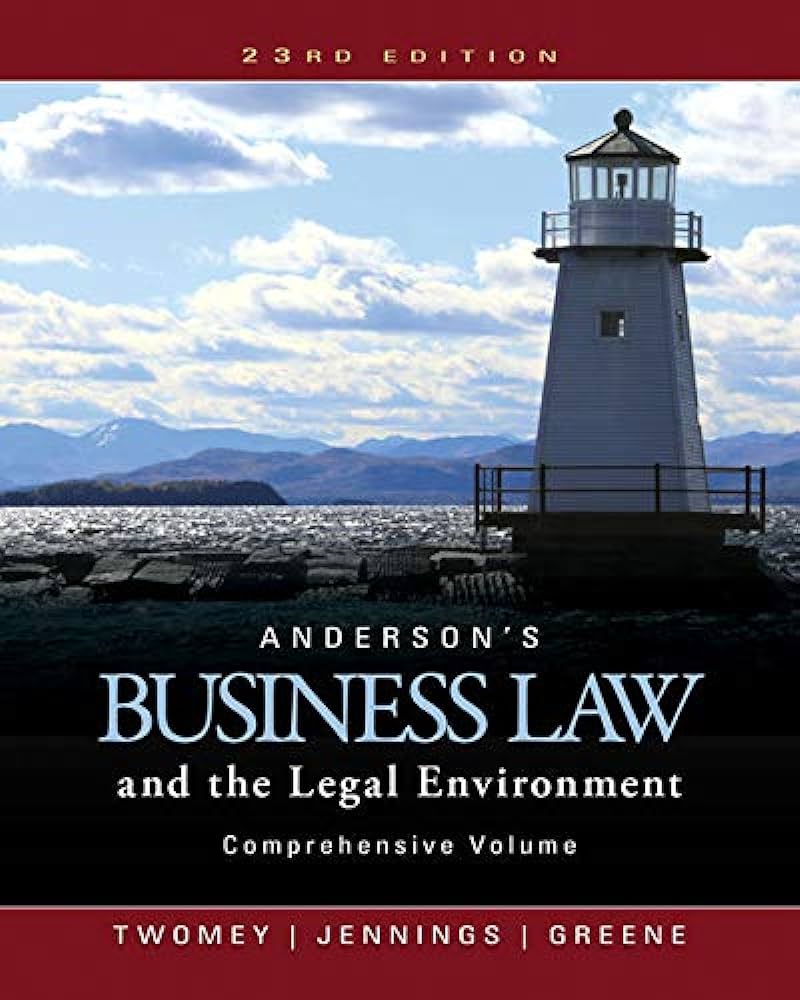 23RD EDITION
ANDERSON'S
BUSINESS LAW
and the Legal Environment
Comprehensive Volume
TWOMEY | JENNINGS | GREENE